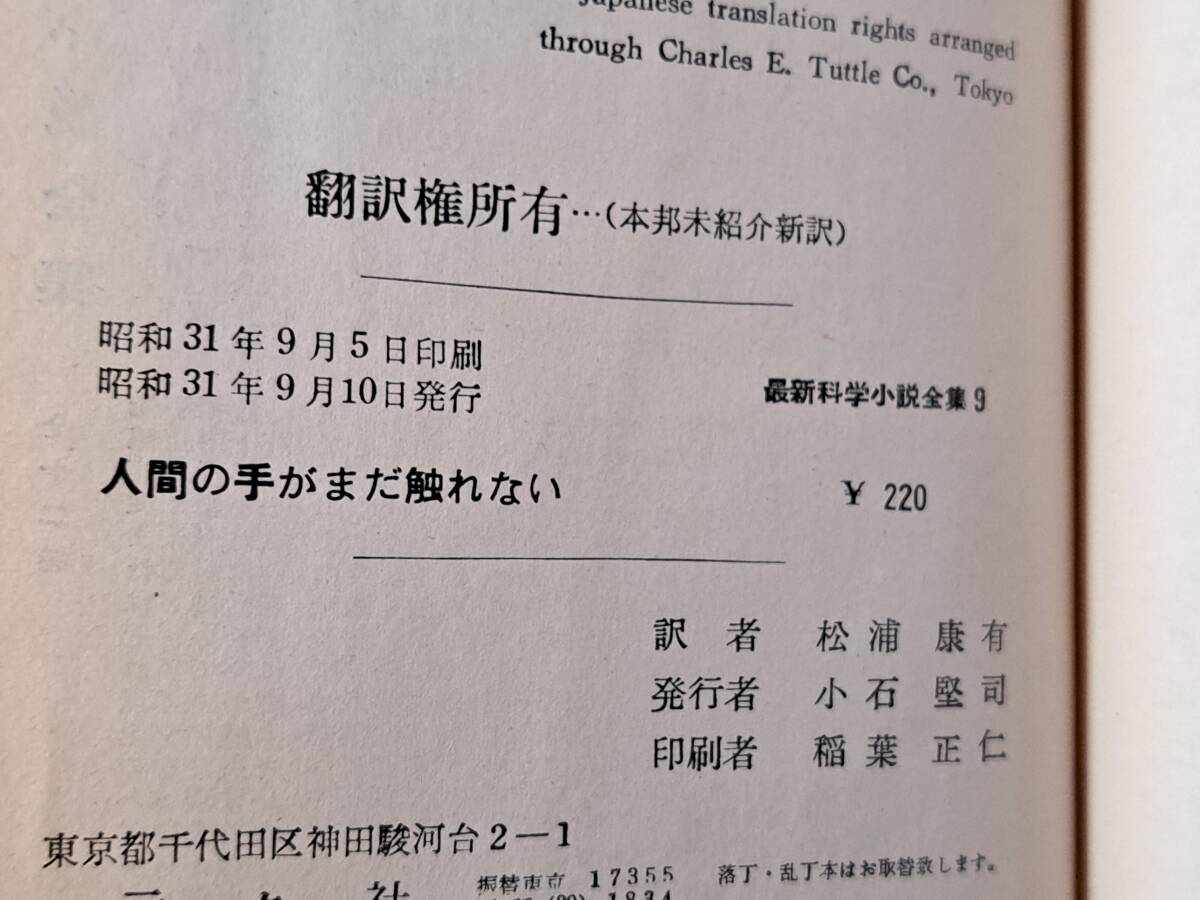 Japanese translation rights arranged
through Charles E. Tuttle Co., Tokyo
翻訳権所有…(本邦未紹介新訳)
昭和31年9月5日印刷
昭和31年9月10日発行
最新科学小説全集9
人間の手がまだ触れない
¥ 220
訳 者 松浦 康有
発行者 小石 堅司
印刷者 稲葉 正仁
東京都千代田区神田駿河台2-1
社
振替東京 17355
落丁・乱丁本はお取替致します。